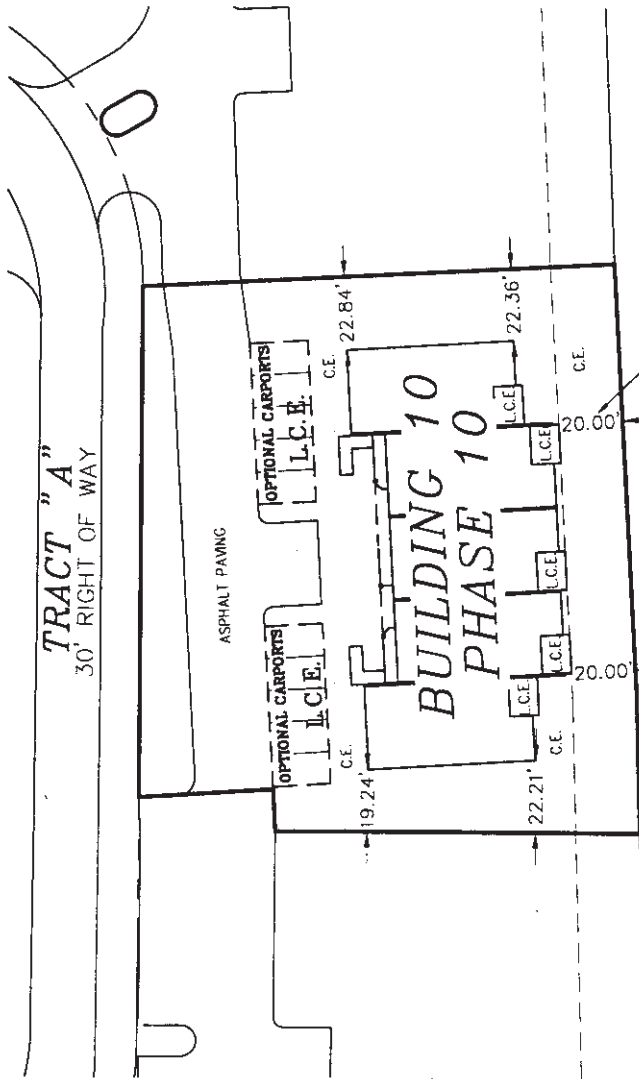 TRACT "A"
30' RIGHT OF WAY
ASPHALT PAVING
OPTIONAL CARPORTS
L.C.E.
OPTIONAL CARPORTS
L.C.E.
C.E.
22.84'
C.E.
19.24'
BUILDING 10
PHASE 10
22.36'
L.C.E.
L.C.E.
L.C.E.
L.C.E.
L.C.E.
22.21'
C.E.
C.E.
20.00'
20.00'